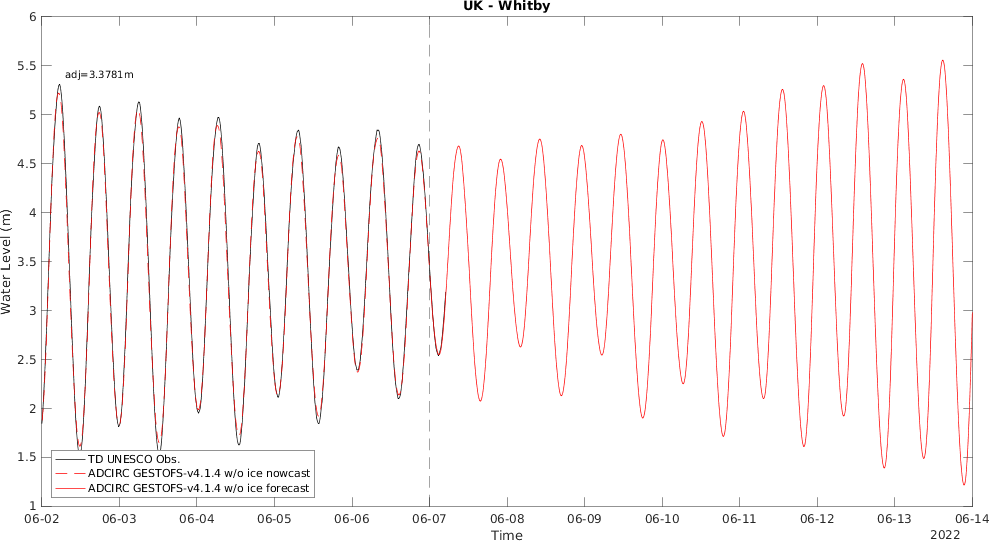 UK - Whitby
adj=3.3781m
6
5.5
5
4.5
4
3.5
3
2.5
2
1.5
1
Water Level (m)
TD UNESCO Obs.
ADCIRC GESTOFS-v4.1.4 w/o ice nowcast
ADCIRC GESTOFS-v4.1.4 w/o ice forecast
06-02 06-03 06-04 06-05 06-06 06-07 06-08 06-09 06-10 06-11 06-12 06-13 06-14
Time
2022